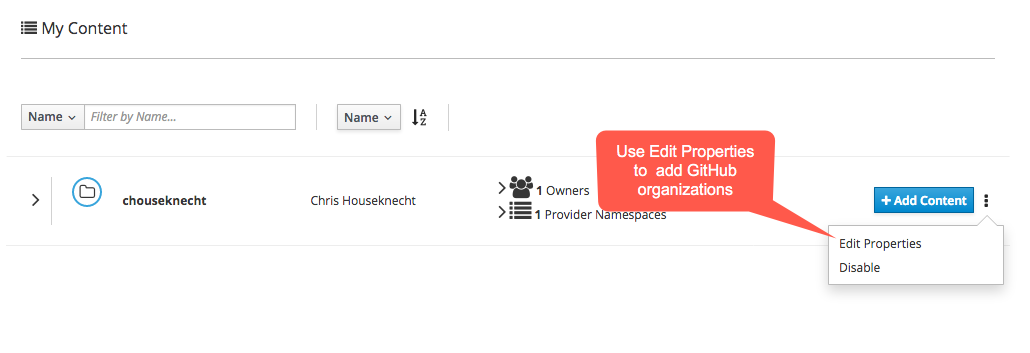 My Content
Name
Filter by Name...
Name
A
Z
Use Edit Properties
to add GitHub
organizations
chouseknecht
Chris Houseknecht
1 Owners
1 Provider Namespaces
+ Add Content
Edit Properties
Disable